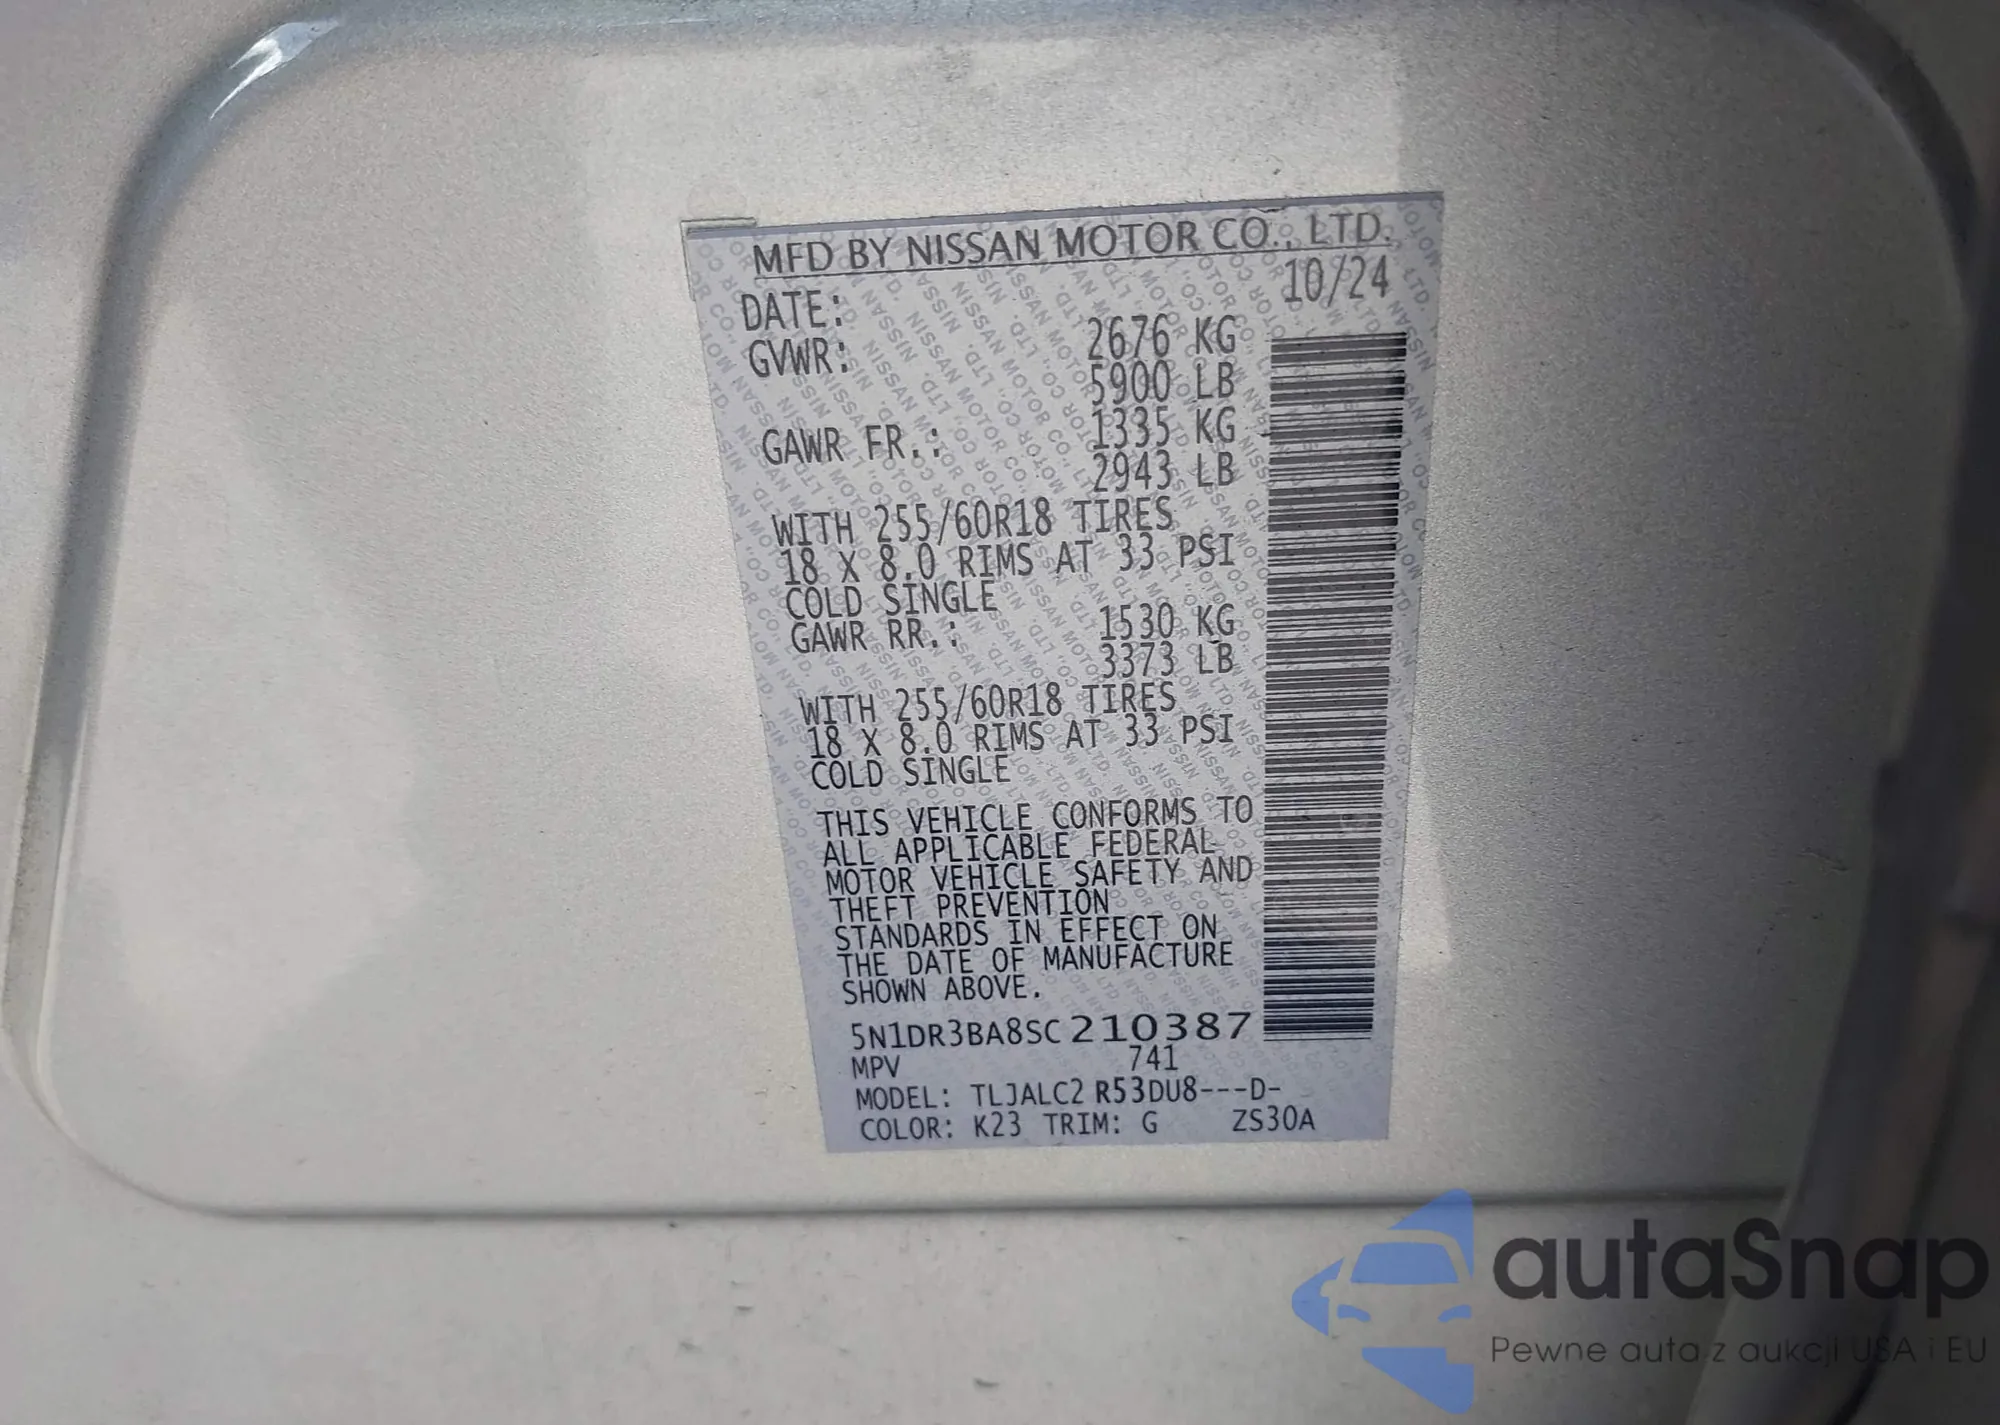 MFD BY NISSAN MOTOR CO., LTD.
DATE: 10/24
GVWR: 2676 KG
5900 LB
GAWR FR.: 1335 KG
2943 LB
WITH 255/60R18 TIRES
18 X 8.0 RIMS AT 33 PSI
COLD SINGLE
GAWR RR.: 1530 KG
3373 LB
WITH 255/60R18 TIRES
18 X 8.0 RIMS AT 33 PSI
COLD SINGLE
THIS VEHICLE CONFORMS TO
ALL APPLICABLE FEDERAL
MOTOR VEHICLE SAFETY AND
THEFT PREVENTION
STANDARDS IN EFFECT ON
THE DATE OF MANUFACTURE
SHOWN ABOVE.
5N1DR3BA8SC210387
MPV 741
MODEL: TLJALC2 R53DU8---D-
COLOR: K23 TRIM: G ZS30A
autaSnap
Pewne auta z aukcji USA i EU